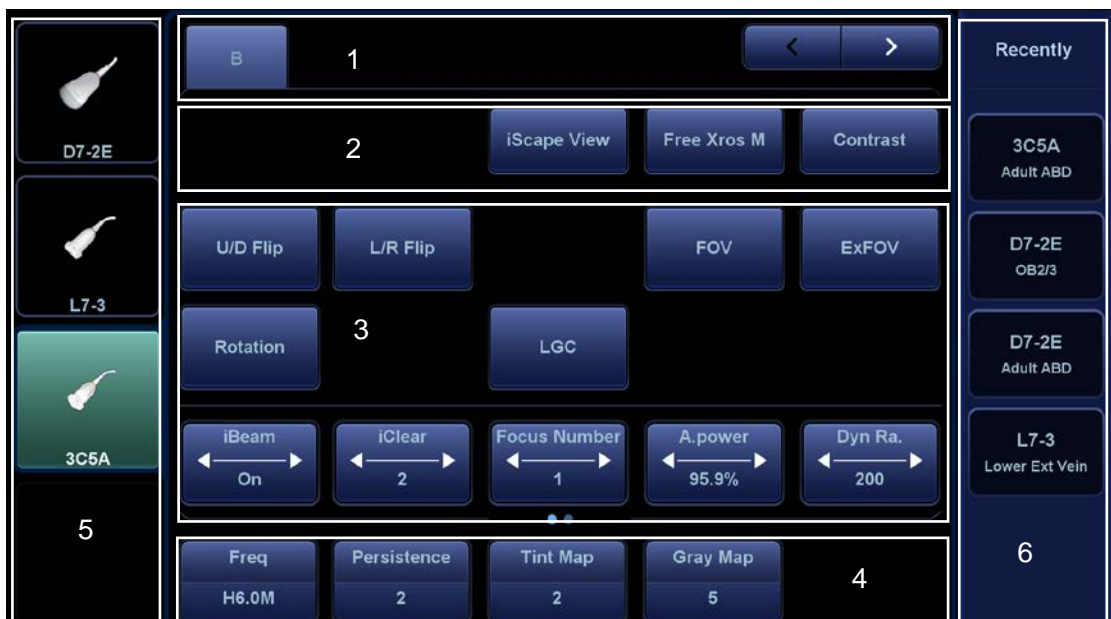 D7-2E
L7-3
3C5A
5
B
1
<
>
2
iScape View
Free Xros M
Contrast
U/D Flip
L/R Flip
FOV
ExFOV
Rotation
3
LGC
iBeam
On
iClear
2
Focus Number
1
A.power
95.9%
Dyn Ra.
200
Freq
H6.0M
Persistence
2
Tint Map
2
Gray Map
5
4
Recently
3C5A
Adult ABD
D7-2E
OB2/3
D7-2E
Adult ABD
L7-3
Lower Ext Vein
6